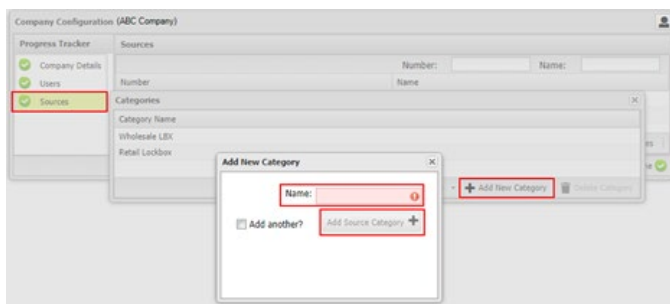 Company Configuration (ABC Company)
Progress Tracker
Sources
Company Details
Number:
Name:
Users
Number
Name
Sources
Categories
Category Name
Wholesale LBX
Retail Lockbox
Add New Category
Name:
Add New Category
Delete Category
Add another?
Add Source Category